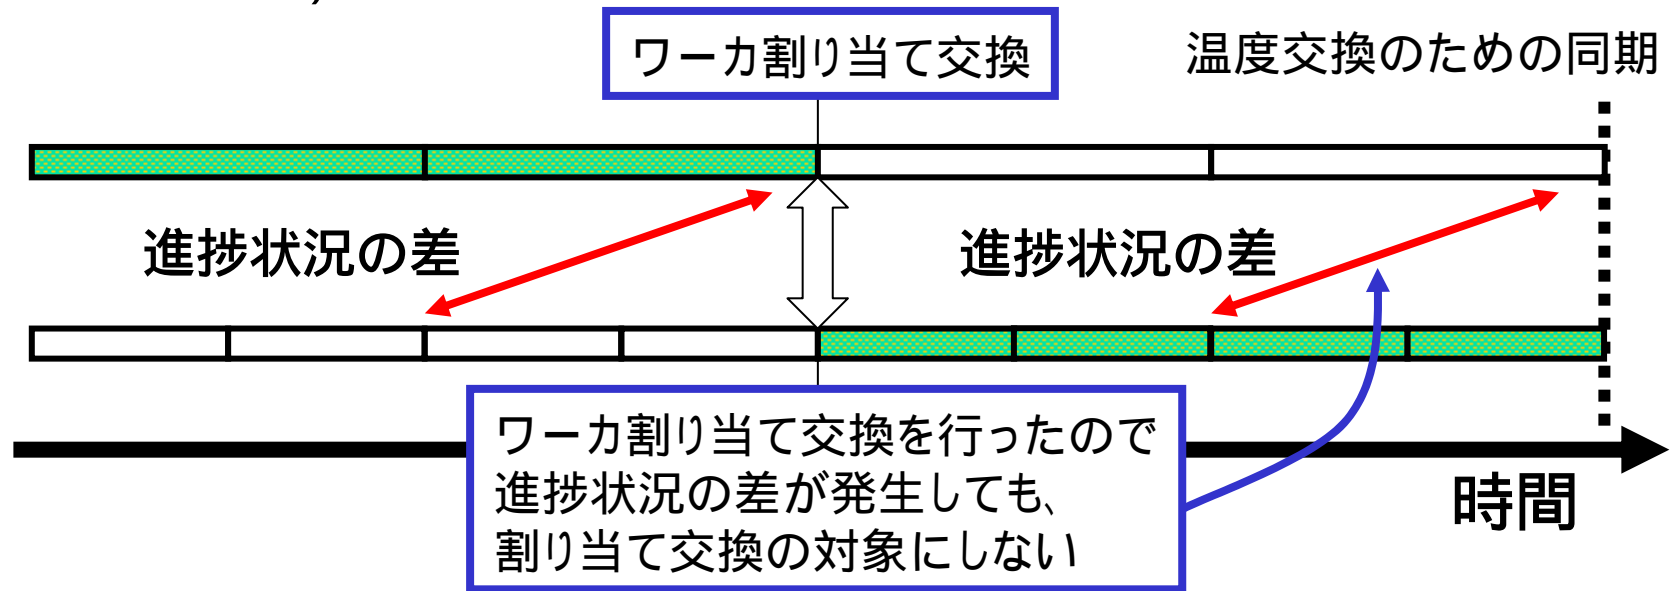 ワーカ割り当て交換
温度交換のための同期
進捗状況の差
進捗状況の差
ワーカ割り当て交換を行ったので
進捗状況の差が発生しても、
割り当て交換の対象にしない
時間